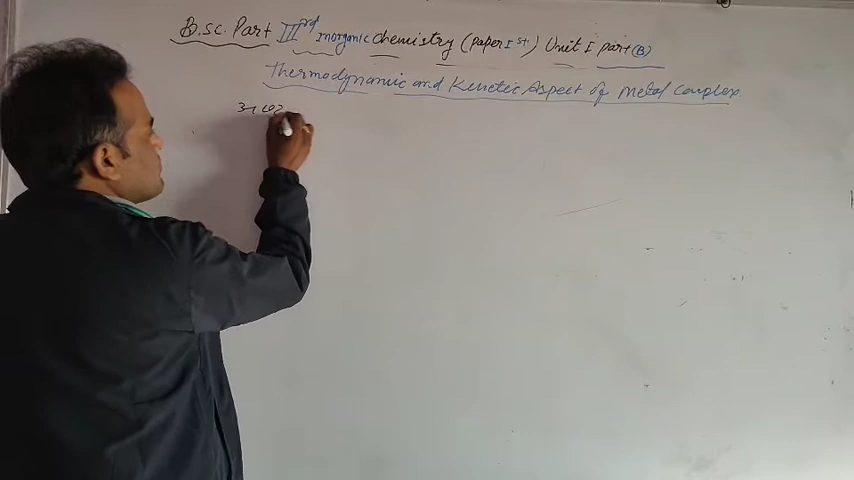 B.sc. Part III rd Inorganic chemistry (paper I st) Unit I part (B)
Thermodynamic and Kinetic Aspect of Metal Complex